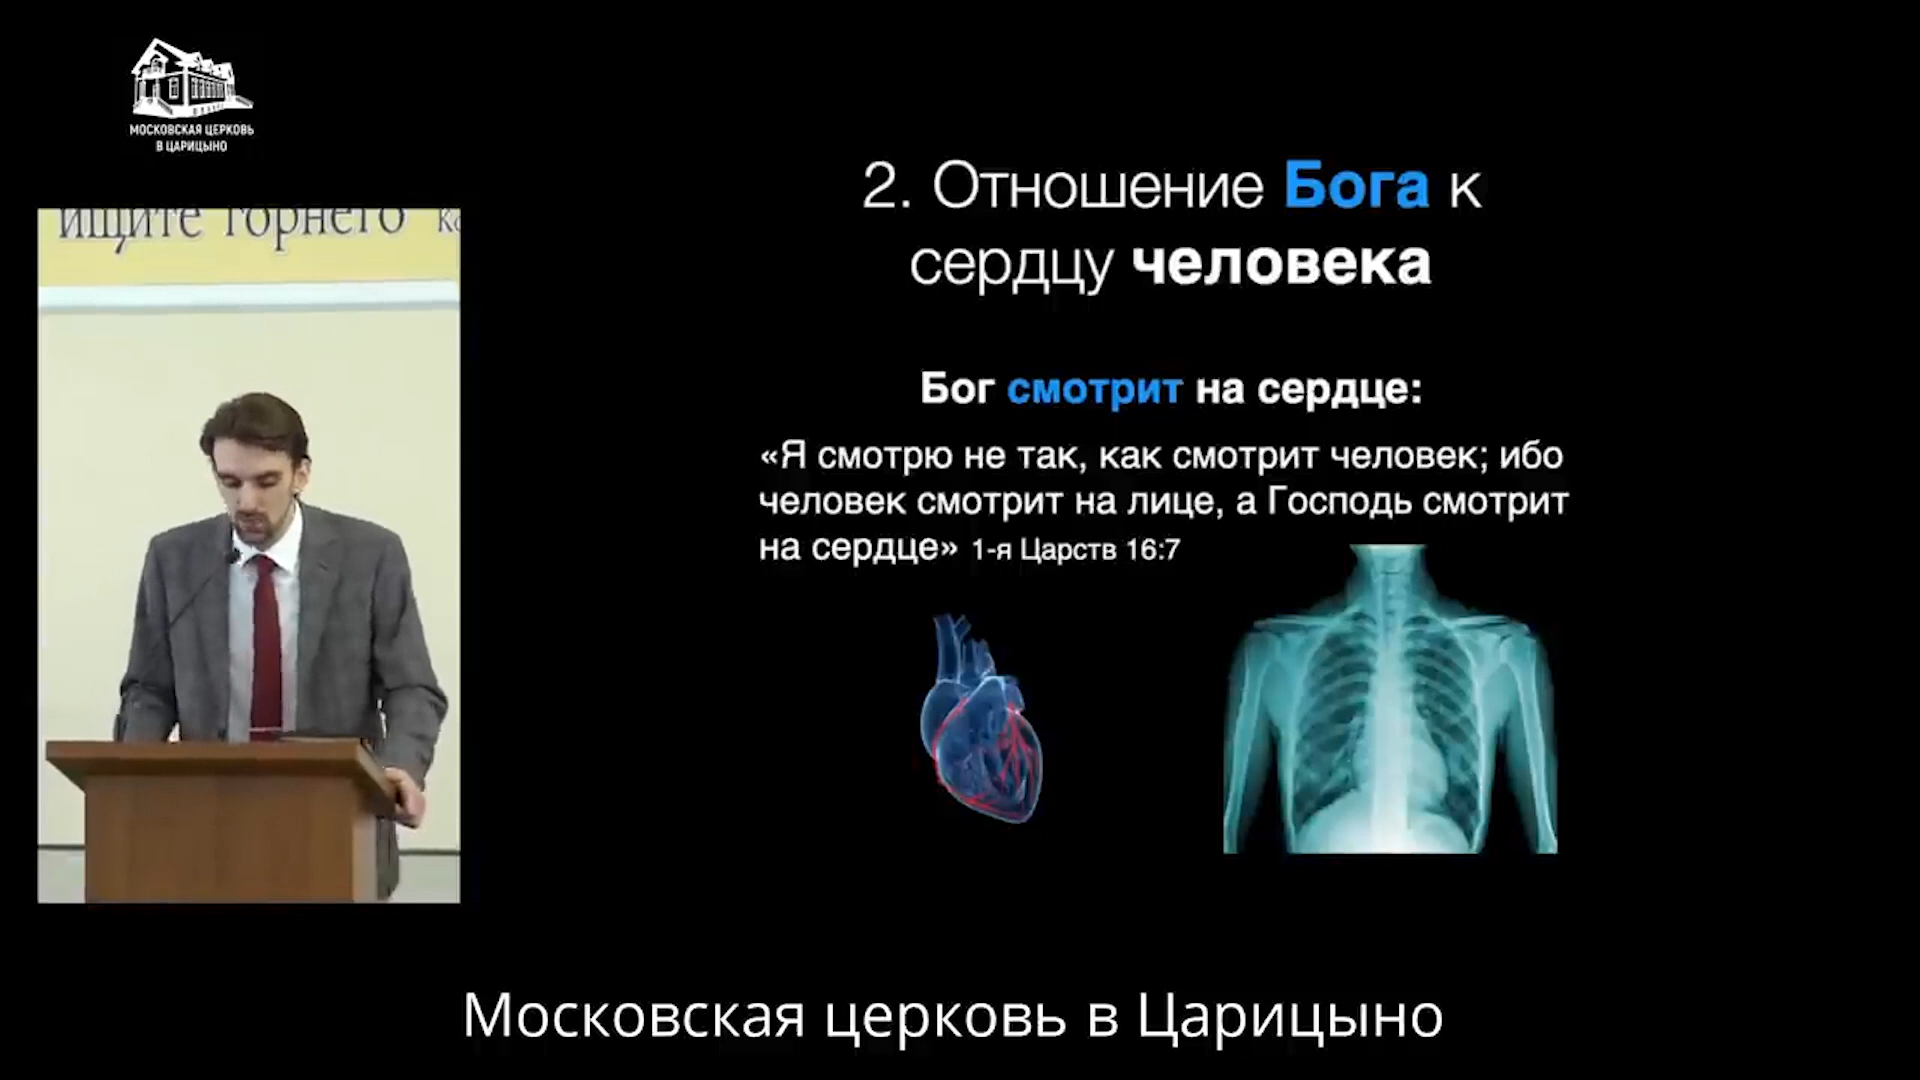 МОСКОВСКАЯ ЦЕРКОВЬ
В ЦАРИЦЫНО
ищите горнего
2. Отношение Бога к
сердцу человека
Бог смотрит на сердце:
«Я смотрю не так, как смотрит человек; ибо
человек смотрит на лице, а Господь смотрит
на сердце» 1-я Царств 16:7
Московская церковь в Царицыно